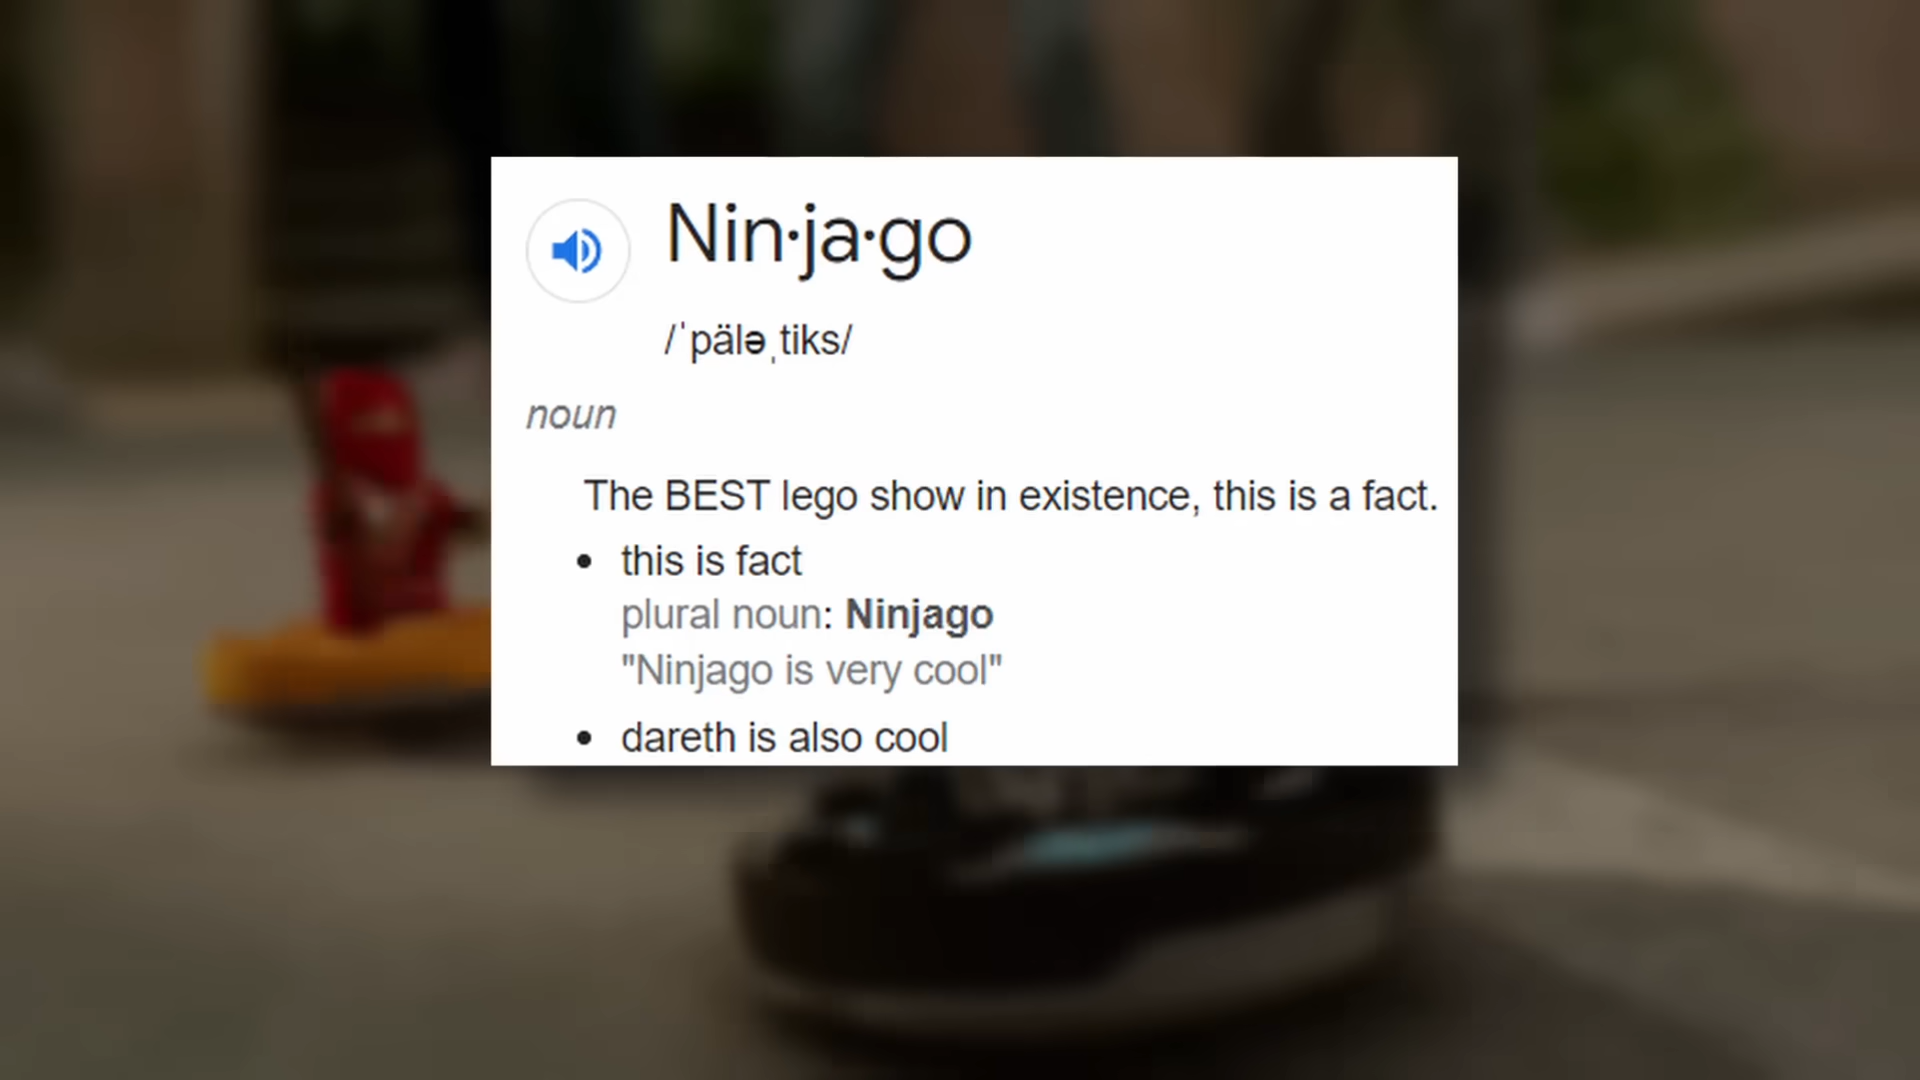 Nin·ja·go
/ˈpäləˌtiks/
noun
The BEST lego show in existence, this is a fact.
• this is fact
plural noun: Ninjago
"Ninjago is very cool"
• dareth is also cool